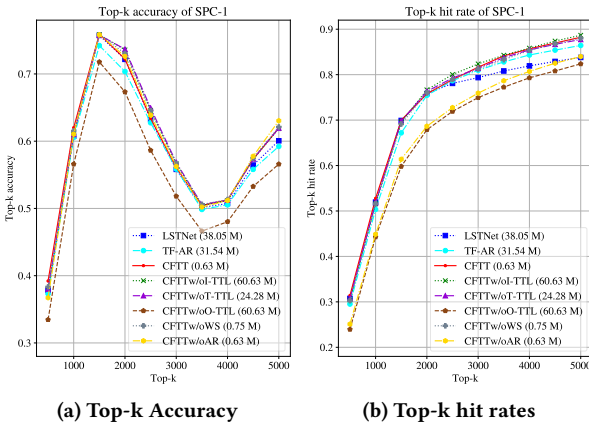 Top-k accuracy of SPC-1
Top-k accuracy
0.7
0.6
0.5
0.4
0.3
LSTNet (38.05 M)
TF-AR (31.54 M)
CFTT (0.63 M)
CFTTw/oI-TTL (60.63 M)
CFTTw/oT-TTL (24.28 M)
CFTTw/oO-TTL (60.63 M)
CFTTw/oWS (0.75 M)
CFTTw/oAR (0.63 M)
1000 2000 3000 4000 5000
Top-k
(a) Top-k Accuracy
Top-k hit rate of SPC-1
Top-k hit rate
0.9
0.8
0.7
0.6
0.5
0.4
0.3
0.2
LSTNet (38.05 M)
TF-AR (31.54 M)
CFTT (0.63 M)
CFTTw/oI-TTL (60.63 M)
CFTTw/oT-TTL (24.28 M)
CFTTw/oO-TTL (60.63 M)
CFTTw/oWS (0.75 M)
CFTTw/oAR (0.63 M)
1000 2000 3000 4000 5000
Top-k
(b) Top-k hit rates